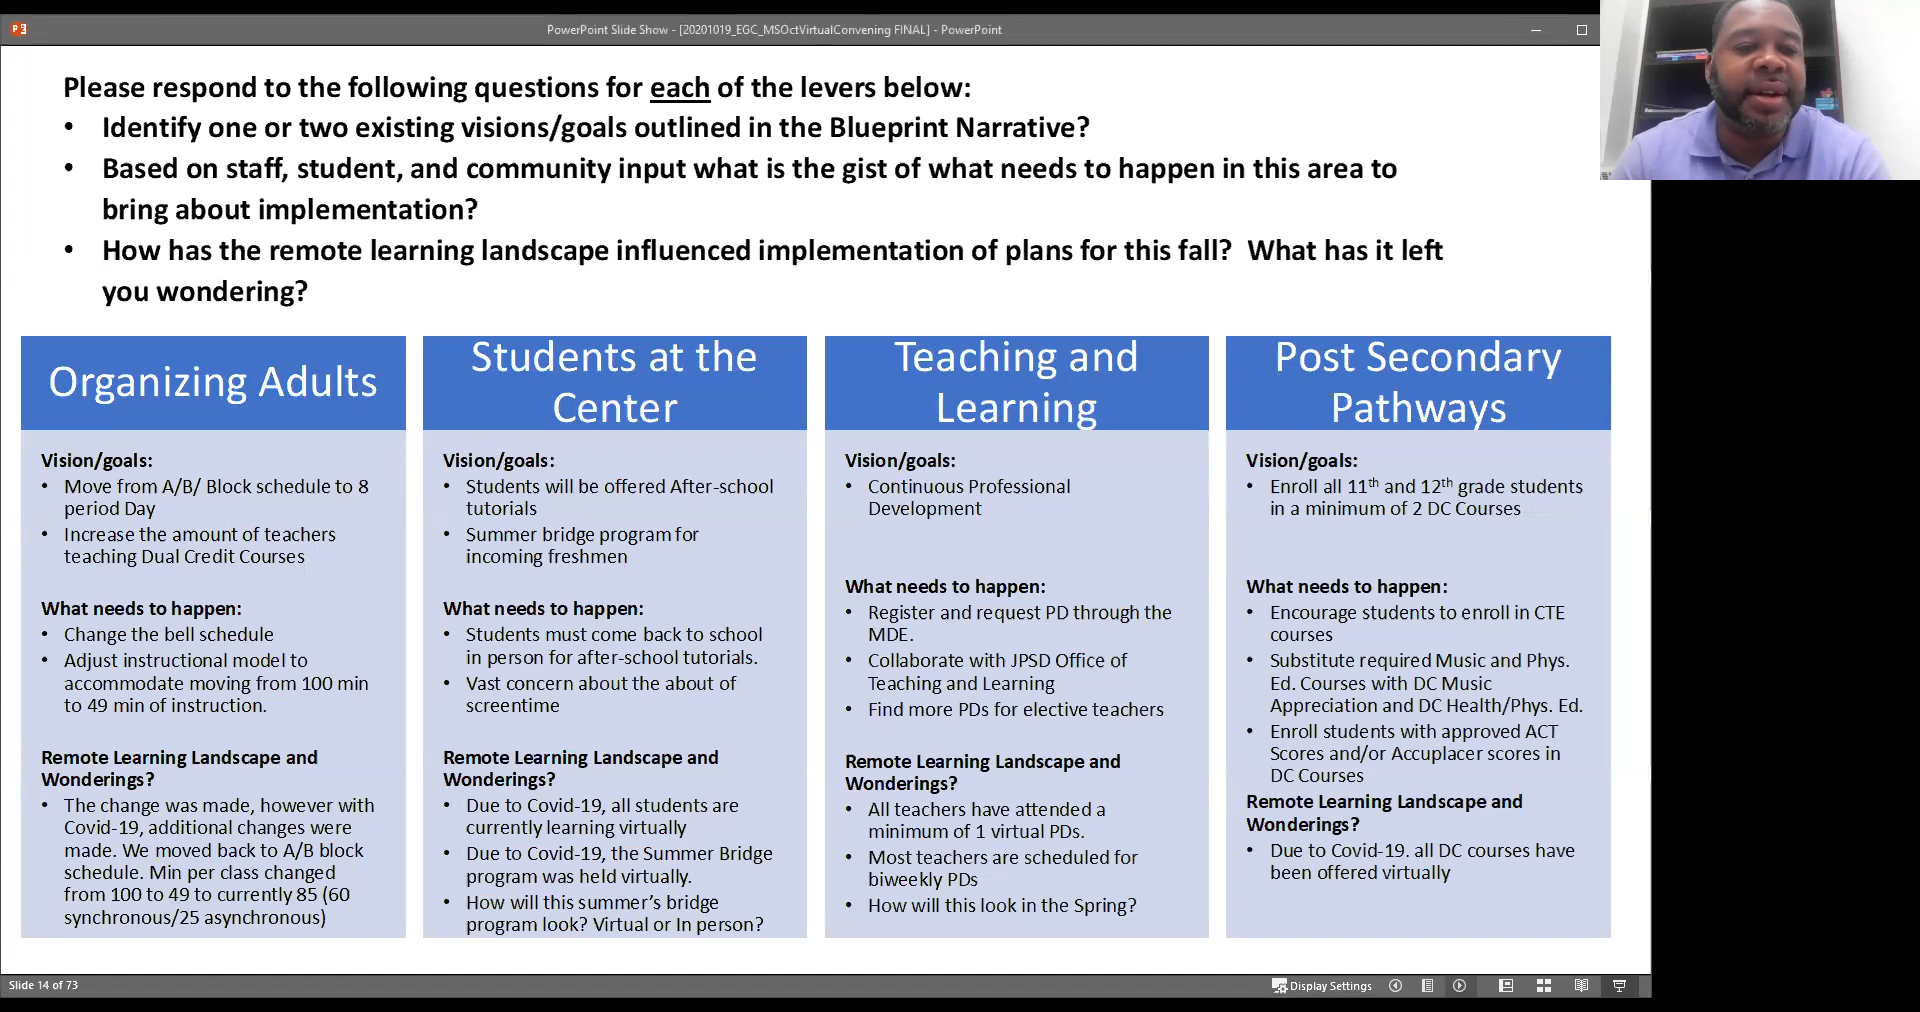 PowerPoint Slide Show - [20201019_EGC_MSOctVirtualConvening FINAL] - PowerPoint
Please respond to the following questions for each of the levers below:
• Identify one or two existing visions/goals outlined in the Blueprint Narrative?
• Based on staff, student, and community input what is the gist of what needs to happen in this area to
bring about implementation?
• How has the remote learning landscape influenced implementation of plans for this fall?  What has it left
you wondering?
Organizing Adults
Vision/goals:
• Move from A/B/ Block schedule to 8
period Day
• Increase the amount of teachers
teaching Dual Credit Courses
What needs to happen:
• Change the bell schedule
• Adjust instructional model to
accommodate moving from 100 min
to 49 min of instruction.
Remote Learning Landscape and
Wonderings?
• The change was made, however with
Covid-19, additional changes were
made. We moved back to A/B block
schedule. Min per class changed
from 100 to 49 to currently 85 (60
synchronous/25 asynchronous)
Students at the
Center
Vision/goals:
• Students will be offered After-school
tutorials
• Summer bridge program for
incoming freshmen
What needs to happen:
• Students must come back to school
in person for after-school tutorials.
• Vast concern about the about of
screentime
Remote Learning Landscape and
Wonderings?
• Due to Covid-19, all students are
currently learning virtually
• Due to Covid-19, the Summer Bridge
program was held virtually.
• How will this summer’s bridge
program look? Virtual or In person?
Teaching and
Learning
Vision/goals:
• Continuous Professional
Development
What needs to happen:
• Register and request PD through the
MDE.
• Collaborate with JPSD Office of
Teaching and Learning
• Find more PDs for elective teachers
Remote Learning Landscape and
Wonderings?
• All teachers have attended a
minimum of 1 virtual PDs.
• Most teachers are scheduled for
biweekly PDs
• How will this look in the Spring?
Post Secondary
Pathways
Vision/goals:
• Enroll all 11th and 12th grade students
in a minimum of 2 DC Courses
What needs to happen:
• Encourage students to enroll in CTE
courses
• Substitute required Music and Phys.
Ed. Courses with DC Music
Appreciation and DC Health/Phys. Ed.
• Enroll students with approved ACT
Scores and/or Accuplacer scores in
DC Courses
Remote Learning Landscape and
Wonderings?
• Due to Covid-19. all DC courses have
been offered virtually
Slide 14 of 73
Display Settings